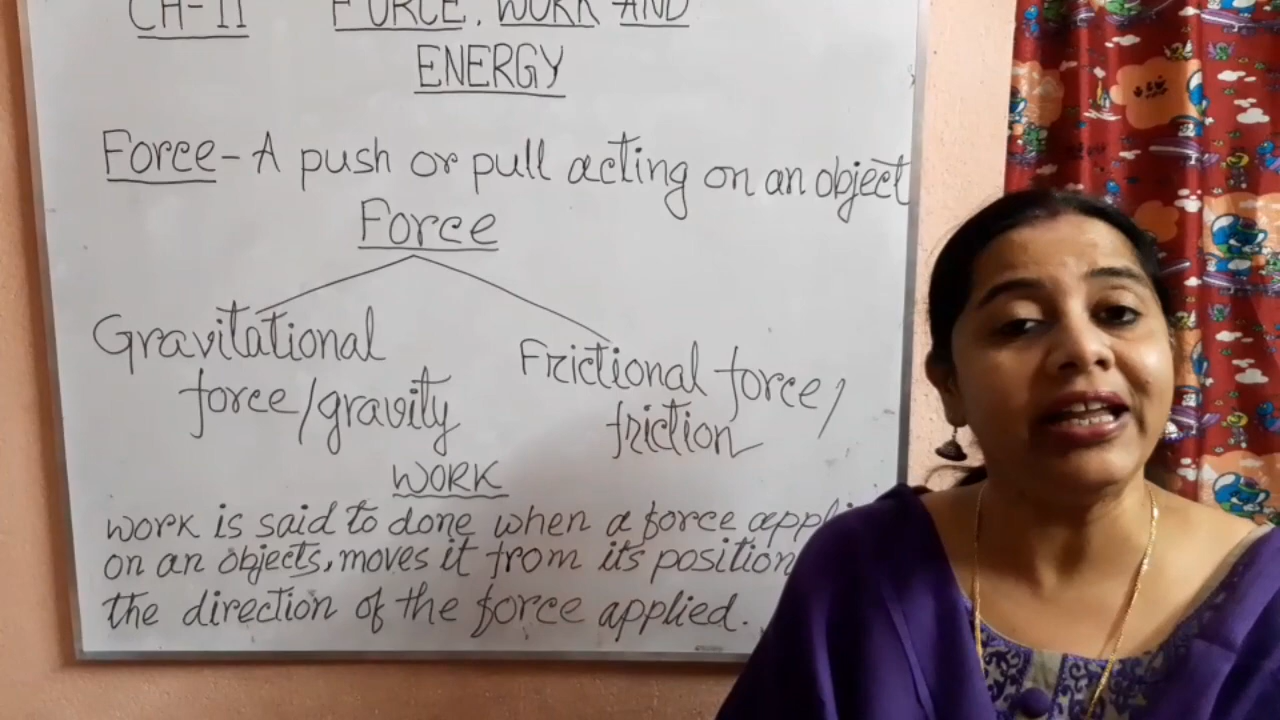 CH-11 FORCE, WORK AND
ENERGY
Force- A push or pull acting on an object
Force
Gravitational
force/gravity
Frictional force/
friction
WORK
work is said to done when a force
on an objects, moves it from its position
the direction of the force applied.